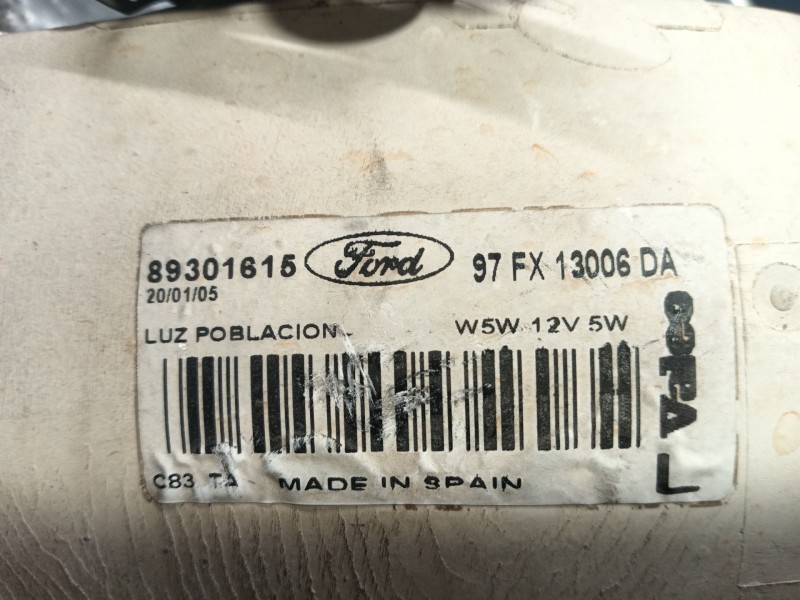 89301615 Ford 97 FX 13006 DA
20/01/05
LUZ POBLACION W5W 12V 5W
Valeo
L
C83 TA MADE IN SPAIN